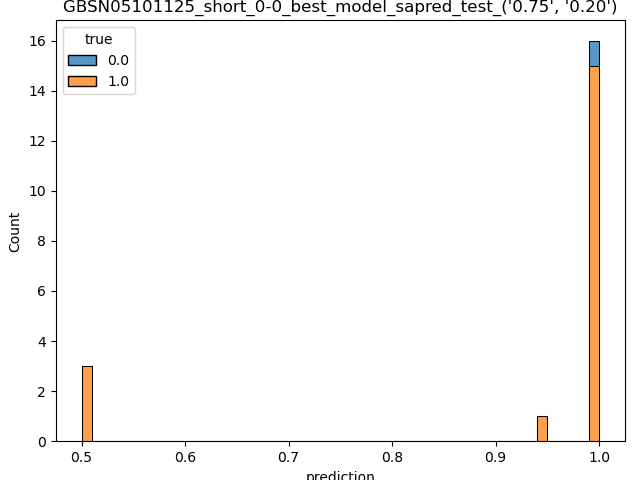 GBSN05101125_short_0-0_best_model_sapred_test_('0.75', '0.20')
true
0.0
1.0
Count
16
14
12
10
8
6
4
2
0
0.5 0.6 0.7 0.8 0.9 1.0
prediction